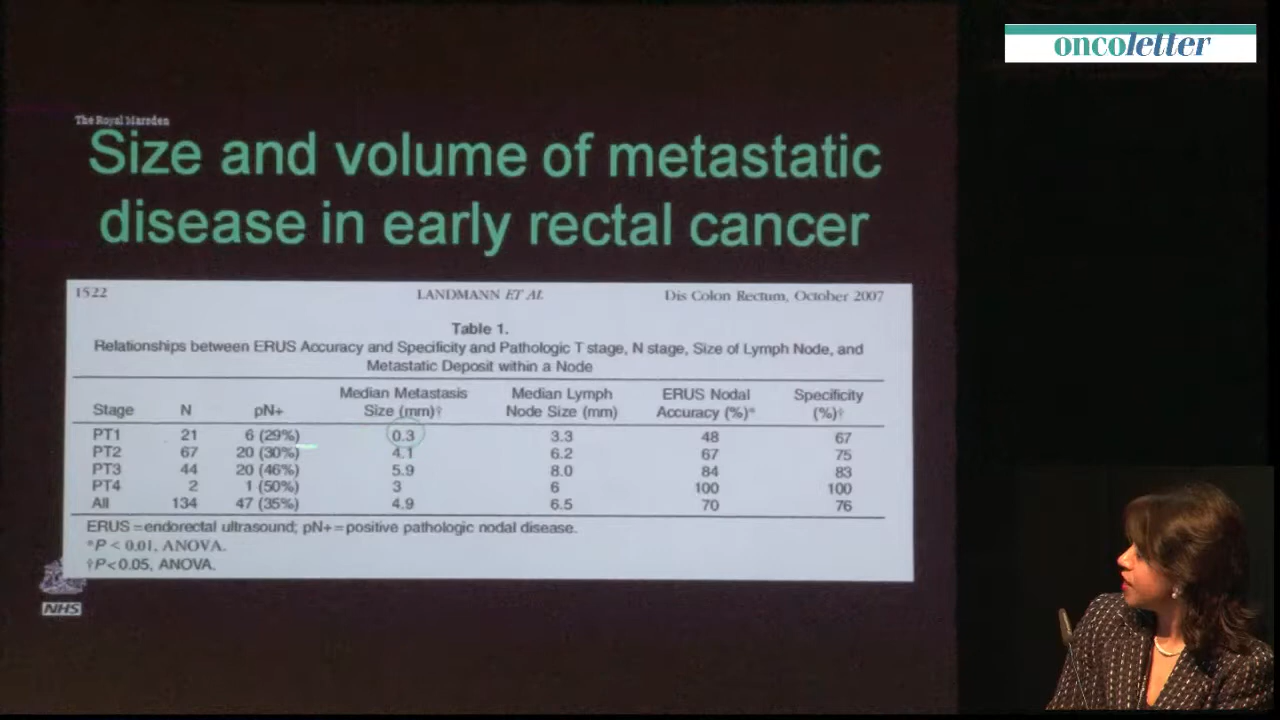 oncoletter
The Royal Marsden
Size and volume of metastatic
disease in early rectal cancer
1522 LANDMANN ET AL Dis Colon Rectum, October 2007
Table 1.
Relationships between ERUS Accuracy and Specificity and Pathologic T stage, N stage, Size of Lymph Node, and
Metastatic Deposit within a Node
Median Metastasis Median Lymph ERUS Nodal Specificity
Stage N pN+ Size (mm)† Node Size (mm) Accuracy (%)* (%)†
PT1 21 6 (29%) 0.3 3.3 48 67
PT2 67 20 (30%) 4.1 6.2 67 75
PT3 44 20 (46%) 5.9 8.0 84 83
PT4 2 1 (50%) 3 6 100 100
All 134 47 (35%) 4.9 6.5 70 76
ERUS = endorectal ultrasound; pN+ = positive pathologic nodal disease.
*P < 0.01, ANOVA.
†P < 0.05, ANOVA.
NHS